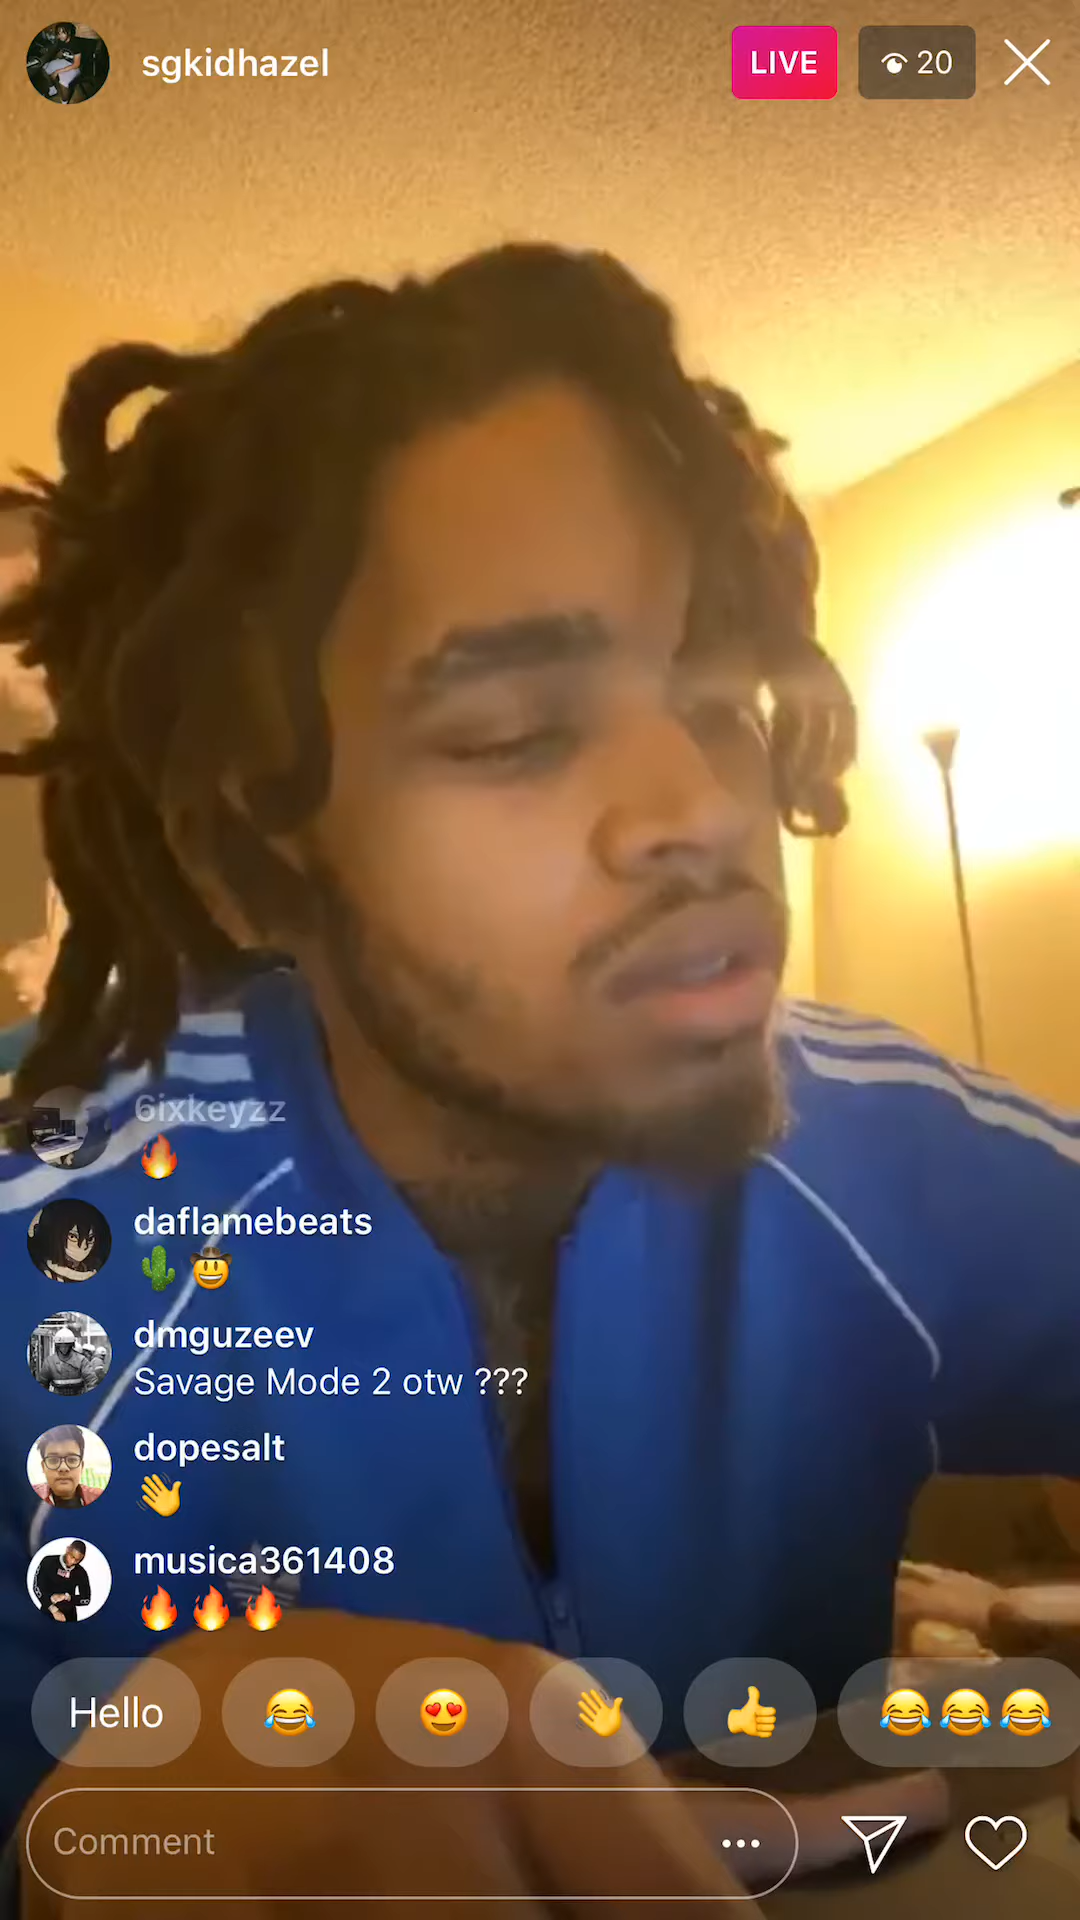 sgkidhazel
LIVE
20
6ixkeyzz
🔥
daflamebeats
🌵 🤠
dmguzeev
Savage Mode 2 otw ???
dopesalt
👋
musica361408
🔥 🔥 🔥
Hello 😂 😍 👋 👍 😂😂😂
Comment